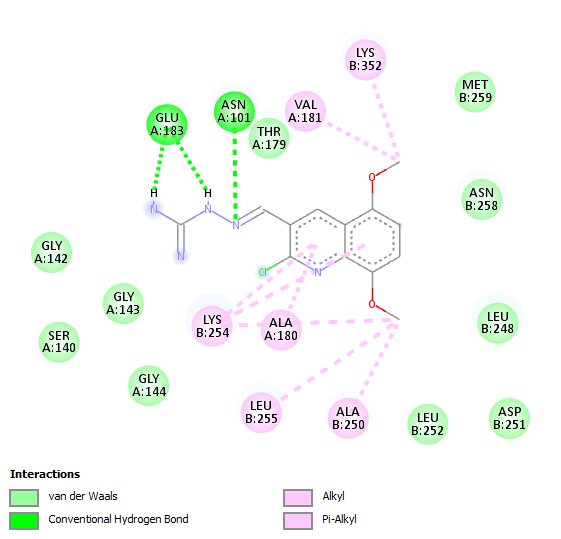 LYS
B:352
MET
B:259
GLU
A:183
ASN
A:101
VAL
A:181
THR
A:179
H
H
O
N
N
N
ASN
B:258
N
Cl
N
O
GLY
A:142
GLY
A:143
LYS
B:254
ALA
A:180
LEU
B:248
SER
A:140
GLY
A:144
LEU
B:255
ALA
B:250
LEU
B:252
ASP
B:251
Interactions
van der Waals
Alkyl
Conventional Hydrogen Bond
Pi-Alkyl